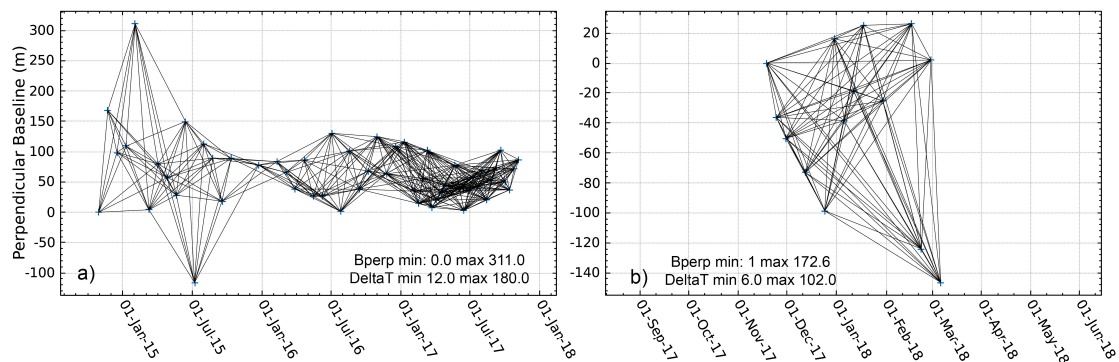 Perpendicular Baseline (m)
300
250
200
150
100
50
0
-50
-100
a)
Bperp min: 0.0 max 311.0
DeltaT min 12.0 max 180.0
01-Jan-15
01-Jul-15
01-Jan-16
01-Jul-16
01-Jan-17
01-Jul-17
01-Jan-18
20
0
-20
-40
-60
-80
-100
-120
-140
b)
Bperp min: 1 max 172.6
DeltaT min 6.0 max 102.0
01-Sep-17
01-Oct-17
01-Nov-17
01-Dec-17
01-Jan-18
01-Feb-18
01-Mar-18
01-Apr-18
01-May-18
01-Jun-18